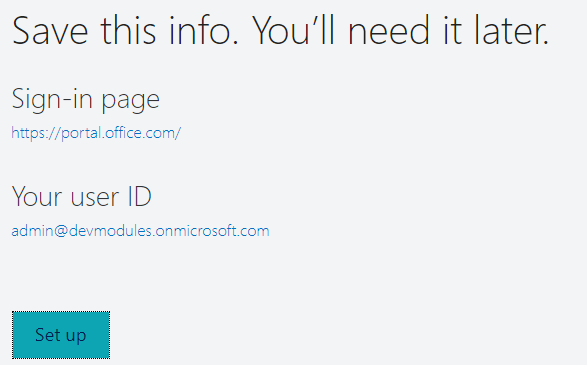 Save this info. You’ll need it later.
Sign-in page
https://portal.office.com/
Your user ID
admin@devmodules.onmicrosoft.com
Set up